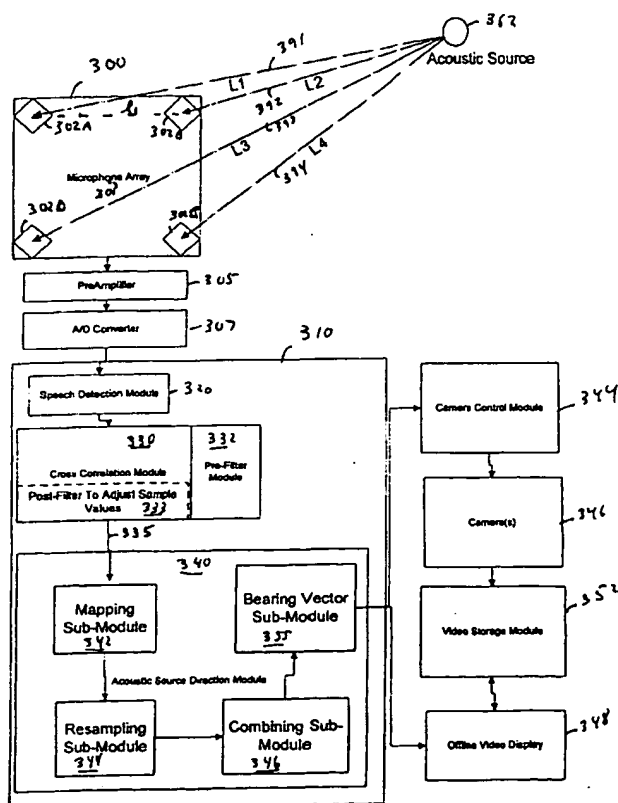 362
Acoustic Source
391
300
L1
L2
392
302A
302B
393
L3
L4
394
Microphone Array
301
302D
PreAmplifier
305
A/D Converter
307
310
Speech Detection Module
320
330
332
Pre-Filter Module
Cross Correlation Module
Post-Filter To Adjust Sample
Values
333
335
340
Mapping
Sub-Module
342
Bearing Vector
Sub-Module
355
Acoustic Source Direction Module
Resampling
Sub-Module
344
Combining Sub-
Module
346
Camera Control Module
344
Camera(s)
346
Video Storage Module
352
Offline Video Display
348